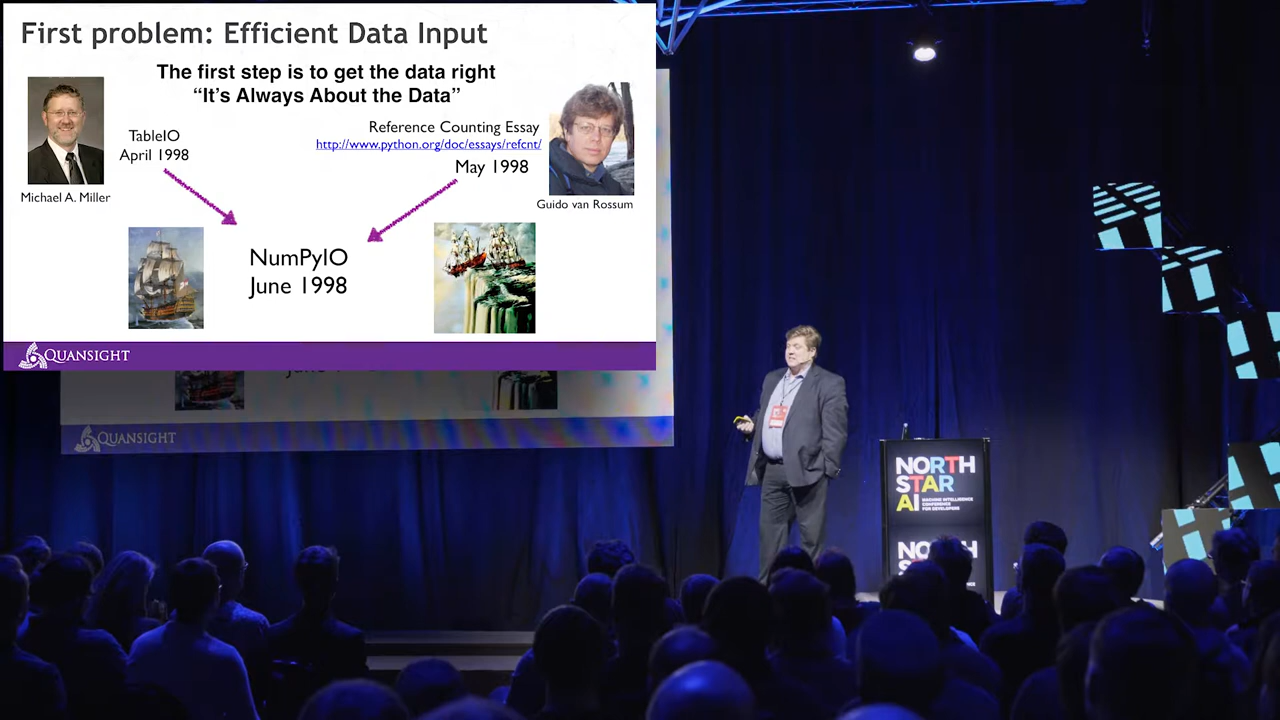 First problem: Efficient Data Input
The first step is to get the data right
“It’s Always About the Data”
TableIO
April 1998
Michael A. Miller
Reference Counting Essay
http://www.python.org/doc/essays/refcnt/
May 1998
Guido van Rossum
NumPyIO
June 1998
QUANSIGHT
QUANSIGHT
NORTH
STAR
AI
MACHINE INTELLIGENCE
CONFERENCE
FOR DEVELOPERS